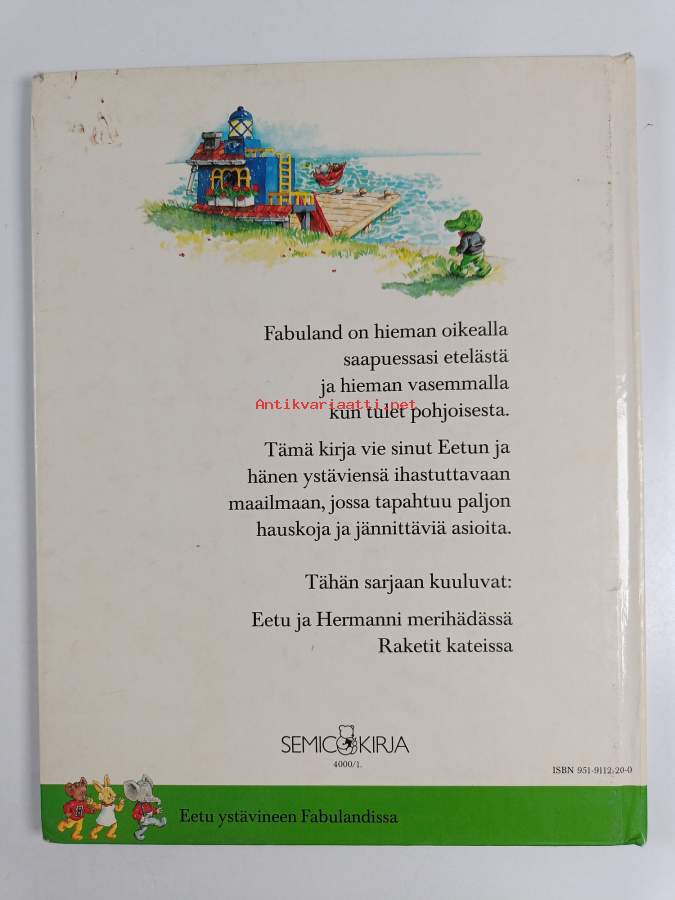 Fabuland on hieman oikealla
saapuessasi etelästä
ja hieman vasemmalla
Antikvariaatti.net
kun tulet pohjoisesta.
Tämä kirja vie sinut Eetun ja
hänen ystäviensä ihastuttavaan
maailmaan, jossa tapahtuu paljon
hauskoja ja jännittäviä asioita.
Tähän sarjaan kuuluvat:
Eetu ja Hermanni merihädässä
Raketit kateissa
SEMIC KIRJA
4000/1.
ISBN 951-9112-20-0
Eetu ystävineen Fabulandissa